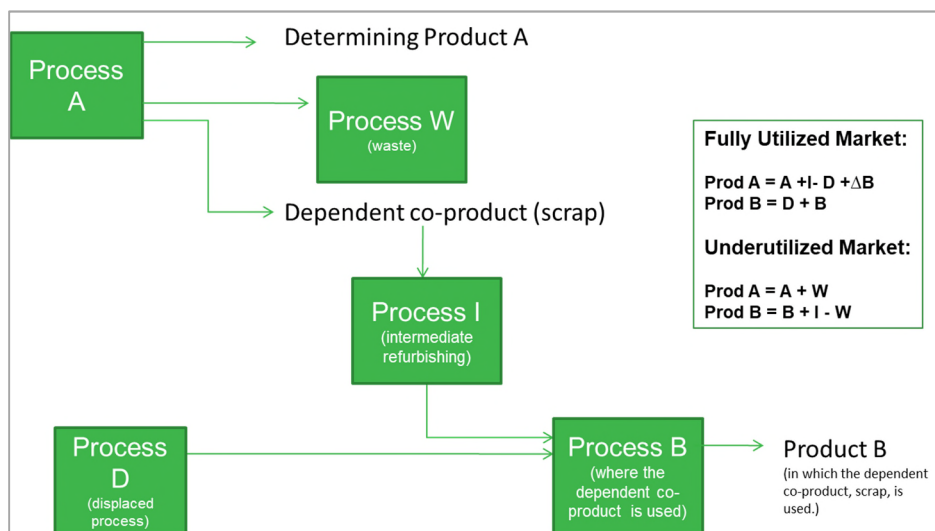 Process
A
Determining Product A
Process W
(waste)
Dependent co-product (scrap)
Process I
(intermediate
refurbishing)
Process
D
(displaced
process)
Process B
(where the
dependent co-
product is used)
Product B
(in which the dependent
co-product, scrap, is
used.)
Fully Utilized Market:
Prod A = A +I- D +ΔB
Prod B = D + B
Underutilized Market:
Prod A = A + W
Prod B = B + I - W